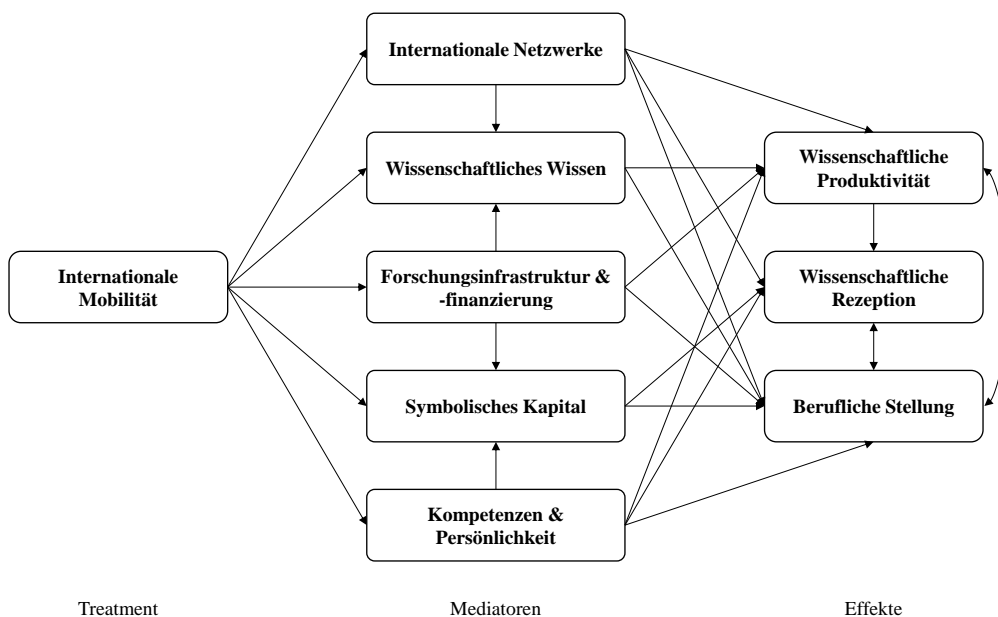 Internationale Netzwerke
Wissenschaftliches Wissen
Wissenschaftliche
Produktivität
Internationale
Mobilität
Forschungsinfrastruktur &
-finanzierung
Wissenschaftliche
Rezeption
Symbolisches Kapital
Berufliche Stellung
Kompetenzen &
Persönlichkeit
Treatment
Mediatoren
Effekte